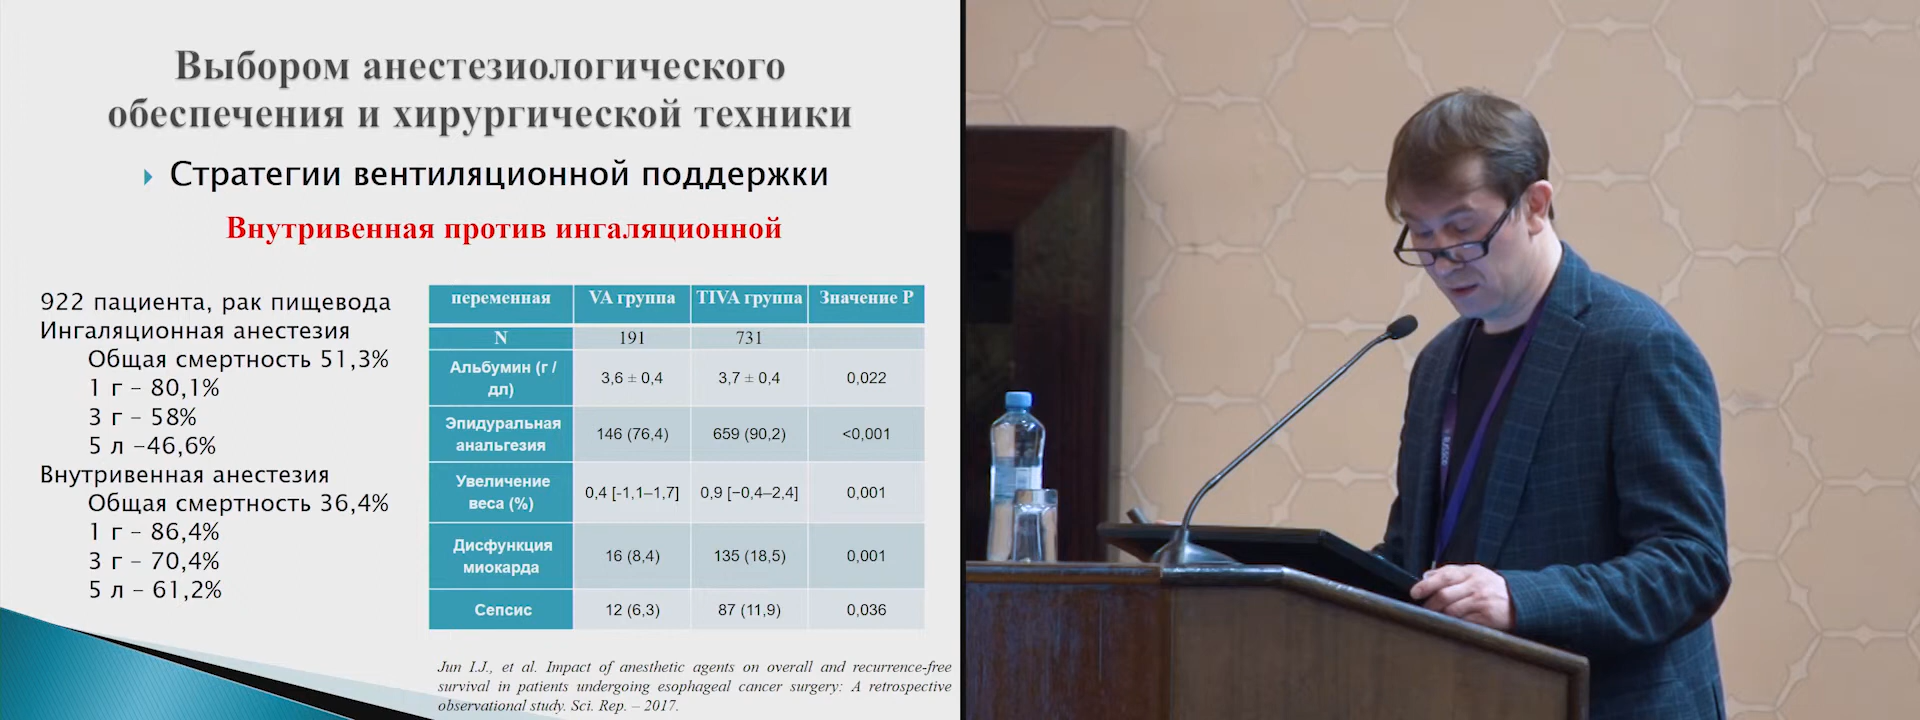 Выбором анестезиологического
обеспечения и хирургической техники
Стратегии вентиляционной поддержки
Внутривенная против ингаляционной
922 пациента, рак пищевода
Ингаляционная анестезия
Общая смертность 51,3%
1 г – 80,1%
3 г – 58%
5 л –46,6%
Внутривенная анестезия
Общая смертность 36,4%
1 г – 86,4%
3 г – 70,4%
5 л – 61,2%
переменная VA группа TIVA группа Значение P
N 191 731
Альбумин (г /
дл) 3,6 ± 0,4 3,7 ± 0,4 0,022
Эпидуральная
анальгезия 146 (76,4) 659 (90,2) <0,001
Увеличение
веса (%) 0,4 [-1,1–1,7] 0,9 [−0,4–2,4] 0,001
Дисфункция
миокарда 16 (8,4) 135 (18,5) 0,001
Сепсис 12 (6,3) 87 (11,9) 0,036
Jun I.J., et al. Impact of anesthetic agents on overall and recurrence-free
survival in patients undergoing esophageal cancer surgery: A retrospective
observational study. Sci. Rep. – 2017.